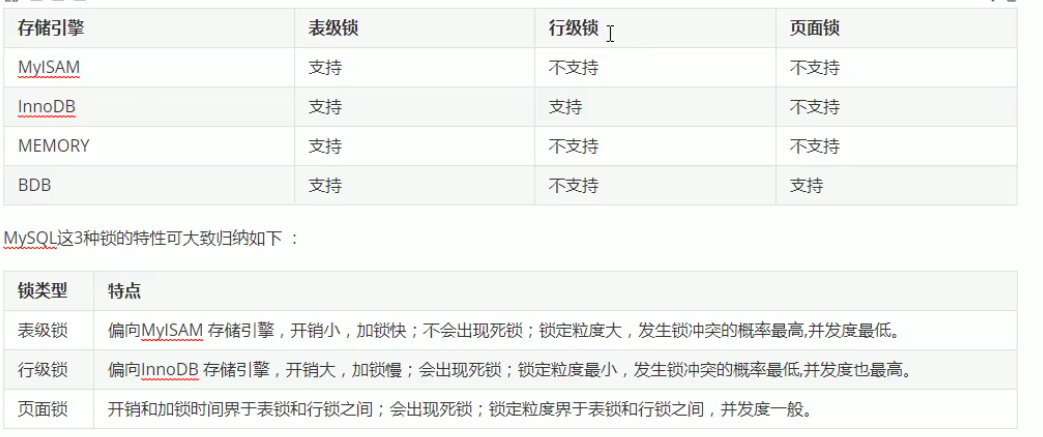 存储引擎 表级锁 行级锁 页面锁
MyISAM 支持 不支持 不支持
InnoDB 支持 支持 不支持
MEMORY 支持 不支持 不支持
BDB 支持 不支持 支持
MySQL这3种锁的特性可大致归纳如下 ：
锁类型 特点
表级锁 偏向MyISAM 存储引擎，开销小，加锁快；不会出现死锁；锁定粒度大，发生锁冲突的概率最高,并发度最低。
行级锁 偏向InnoDB 存储引擎，开销大，加锁慢；会出现死锁；锁定粒度最小，发生锁冲突的概率最低,并发度也最高。
页面锁 开销和加锁时间界于表锁和行锁之间；会出现死锁；锁定粒度界于表锁和行锁之间，并发度一般。